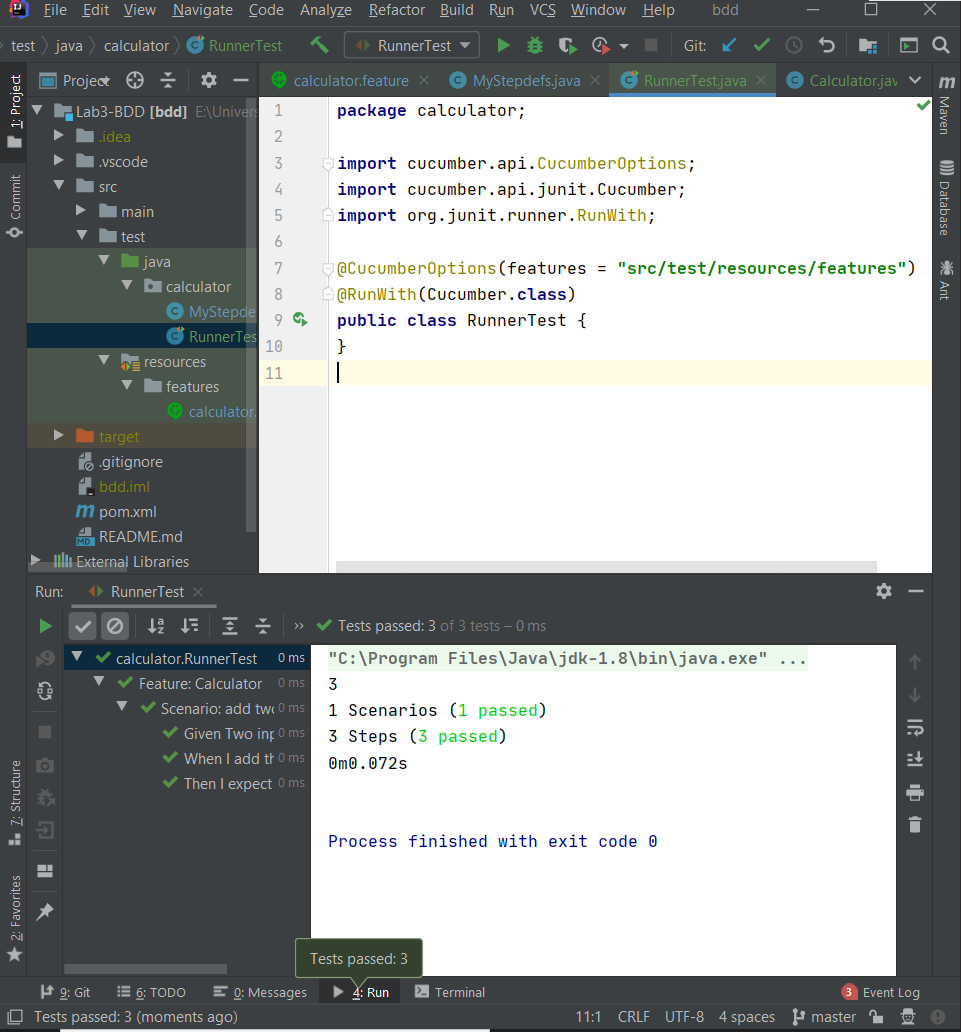 File Edit View Navigate Code Analyze Refactor Build Run VCS Window Help bdd
test java calculator RunnerTest RunnerTest Git:
1: Project
Commit
7: Structure
2: Favorites
Project
Lab3-BDD [bdd] E:\Univer
.idea
.vscode
src
main
test
java
calculator
MyStepde
RunnerTes
resources
features
calculator.
target
.gitignore
bdd.iml
pom.xml
README.md
External Libraries
calculator.feature MyStepdefs.java RunnerTest.java Calculator.jav
1 package calculator;
2
3 import cucumber.api.CucumberOptions;
4 import cucumber.api.junit.Cucumber;
5 import org.junit.runner.RunWith;
6
7 @CucumberOptions(features = "src/test/resources/features")
8 @RunWith(Cucumber.class)
9 public class RunnerTest {
10 }
11
Maven
Database
Ant
Run: RunnerTest
Tests passed: 3 of 3 tests – 0 ms
calculator.RunnerTest 0 ms
Feature: Calculator 0 ms
Scenario: add two 0 ms
Given Two inp 0 ms
When I add th 0 ms
Then I expect 0 ms
"C:\Program Files\Java\jdk-1.8\bin\java.exe" ...
3
1 Scenarios (1 passed)
3 Steps (3 passed)
0m0.072s
Process finished with exit code 0
Tests passed: 3
9: Git 6: TODO 0: Messages 4: Run Terminal 3 Event Log
Tests passed: 3 (moments ago) 11:1 CRLF UTF-8 4 spaces master